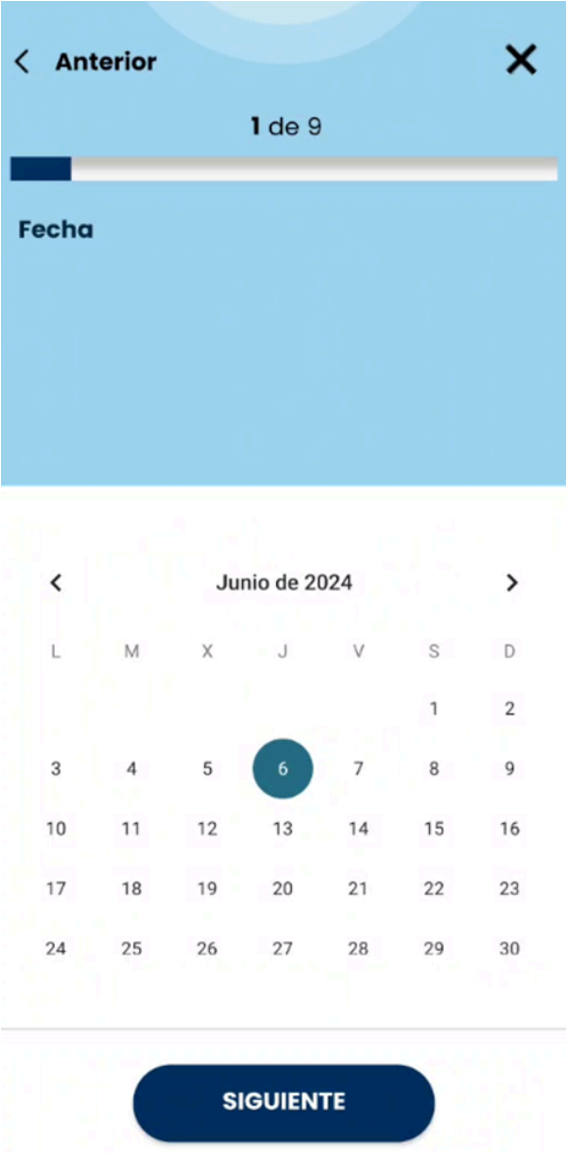 Anterior
1 de 9
Fecha
Junio de 2024
L M X J V S D
1 2
3 4 5 6 7 8 9
10 11 12 13 14 15 16
17 18 19 20 21 22 23
24 25 26 27 28 29 30
SIGUIENTE